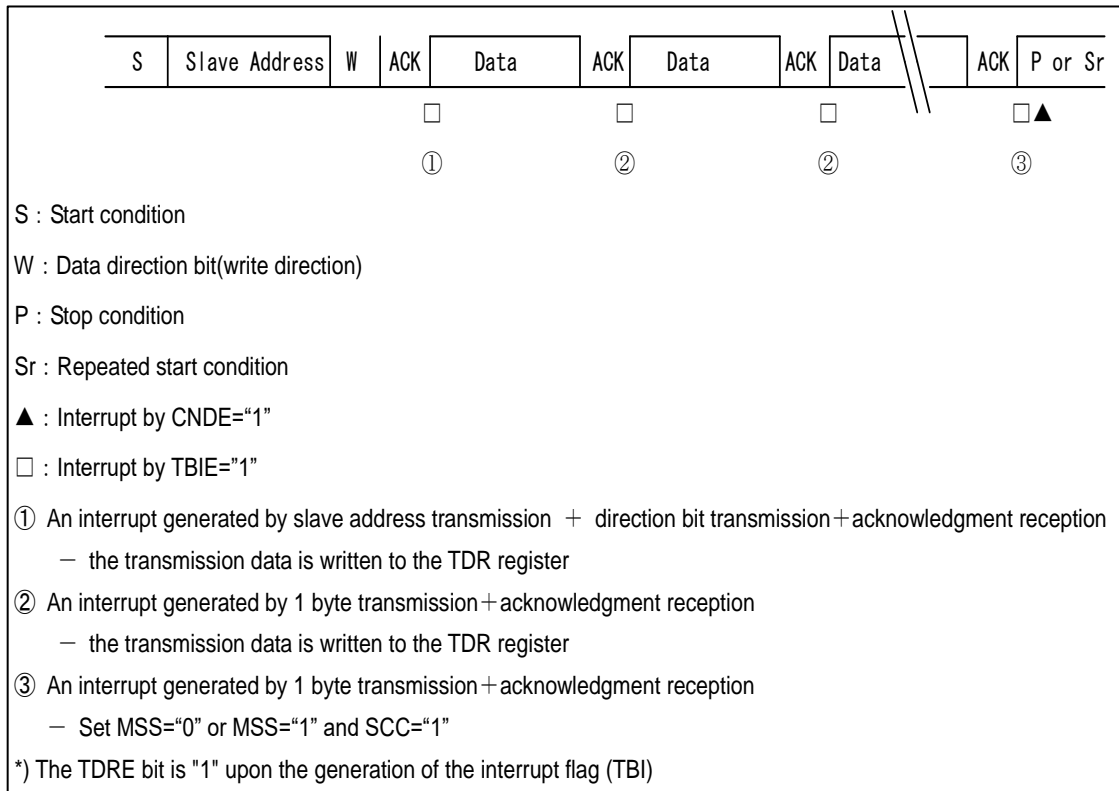 S Slave Address W ACK Data ACK Data ACK Data ACK P or Sr
□ □ □ □▲
① ② ② ③
S : Start condition
W : Data direction bit(write direction)
P : Stop condition
Sr : Repeated start condition
▲ : Interrupt by CNDE=“1”
□ : Interrupt by TBIE=”1”
① An interrupt generated by slave address transmission + direction bit transmission+acknowledgment reception
− the transmission data is written to the TDR register
② An interrupt generated by 1 byte transmission+acknowledgment reception
− the transmission data is written to the TDR register
③ An interrupt generated by 1 byte transmission+acknowledgment reception
− Set MSS=“0” or MSS=“1” and SCC=“1”
*) The TDRE bit is "1" upon the generation of the interrupt flag (TBI)